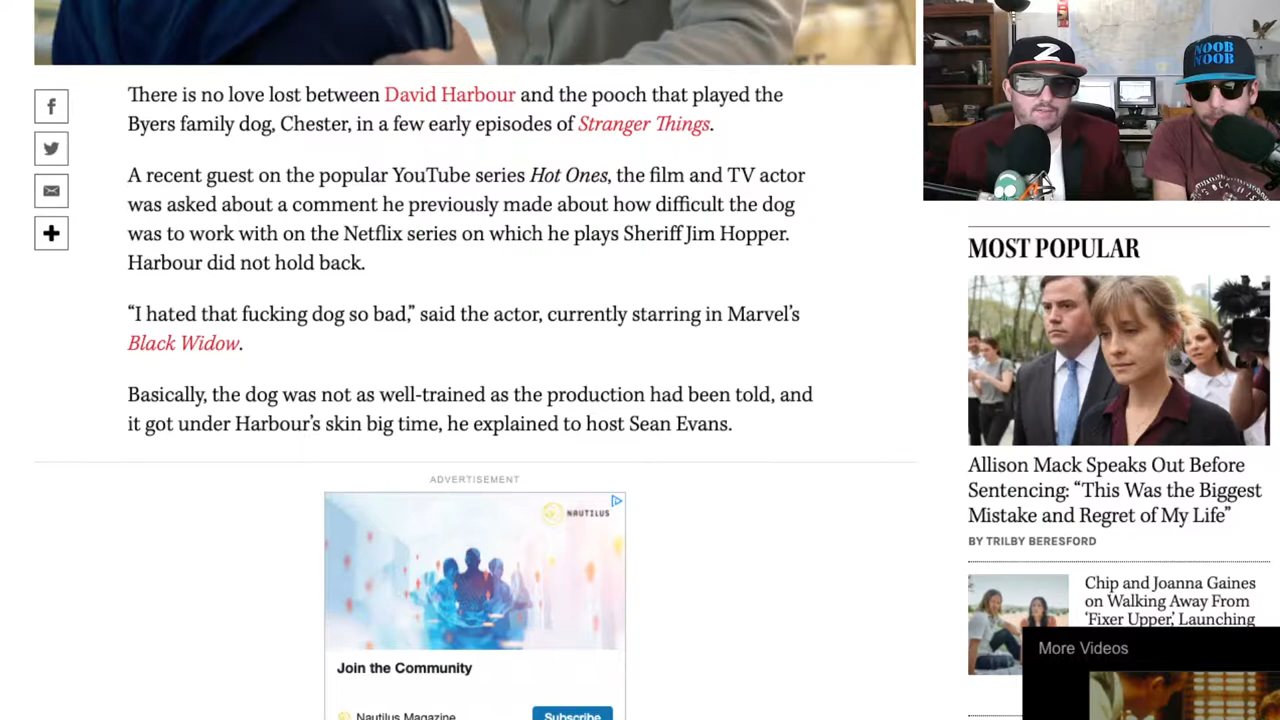 There is no love lost between David Harbour and the pooch that played the
Byers family dog, Chester, in a few early episodes of Stranger Things.
A recent guest on the popular YouTube series Hot Ones, the film and TV actor
was asked about a comment he previously made about how difficult the dog
was to work with on the Netflix series on which he plays Sheriff Jim Hopper.
Harbour did not hold back.
“I hated that fucking dog so bad,” said the actor, currently starring in Marvel’s
Black Widow.
Basically, the dog was not as well-trained as the production had been told, and
it got under Harbour’s skin big time, he explained to host Sean Evans.
ADVERTISEMENT
NAUTILUS
Join the Community
Nautilus Magazine
Subscribe
Z
NOOB
NOOB
MOST POPULAR
Allison Mack Speaks Out Before
Sentencing: “This Was the Biggest
Mistake and Regret of My Life”
BY TRILBY BERESFORD
Chip and Joanna Gaines
on Walking Away From
‘Fixer Upper,’ Launching
More Videos